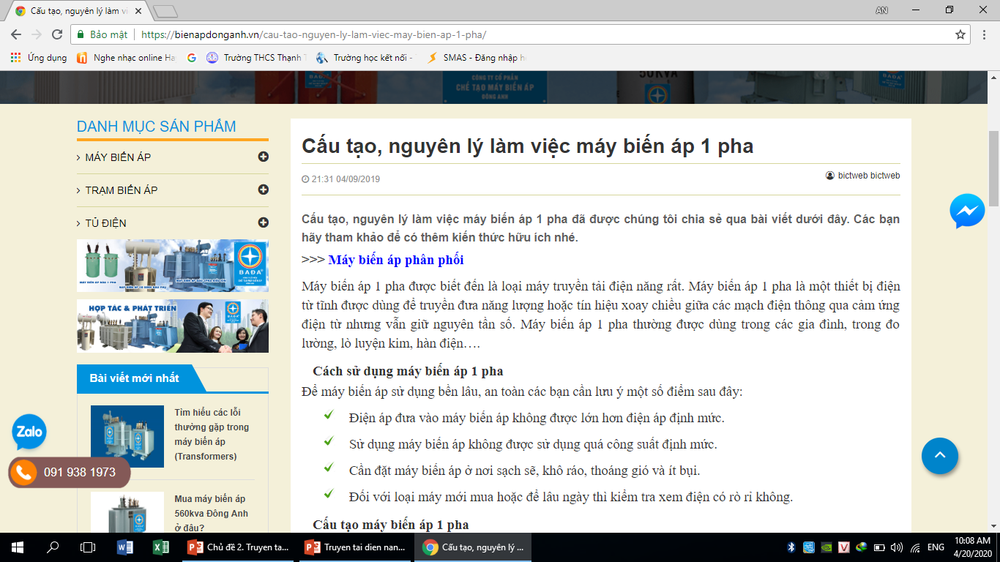 Cấu tạo, nguyên lý làm vi
AN
Bảo mật
https://bienapdonganh.vn/cau-tao-nguyen-ly-lam-viec-may-bien-ap-1-pha/
Ứng dụng
Nghe nhạc online Ha
Trường THCS Thạnh T
Trường học kết nối -
SMAS - Đăng nhập h
CÔNG TY CỔ PHẦN
CHẾ TẠO MÁY BIẾN ÁP
ĐÔNG ANH
50KVA
BAĐA
DANH MỤC SẢN PHẨM
MÁY BIẾN ÁP
TRẠM BIẾN ÁP
TỦ ĐIỆN
BAĐA
HỢP TÁC & PHÁT TRIỂN
Bài viết mới nhất
Tìm hiểu các lỗi
thường gặp trong
máy biến áp
(Transformers)
Mua máy biến áp
560kva Đông Anh
ở đâu?
Zalo
091 938 1973
Cấu tạo, nguyên lý làm việc máy biến áp 1 pha
21:31 04/09/2019
bictweb bictweb
Cấu tạo, nguyên lý làm việc máy biến áp 1 pha đã được chúng tôi chia sẻ qua bài viết dưới đây. Các bạn
hãy tham khảo để có thêm kiến thức hữu ích nhé.
>>> Máy biến áp phân phối
Máy biến áp 1 pha được biết đến là loại máy truyền tải điện năng rất. Máy biến áp 1 pha là một thiết bị điện
từ tĩnh được dùng để truyền đưa năng lượng hoặc tín hiệu xoay chiều giữa các mạch điện thông qua cảm ứng
điện từ nhưng vẫn giữ nguyên tần số. Máy biến áp 1 pha thường được dùng trong các gia đình, trong đo
lường, lò luyện kim, hàn điện….
Cách sử dụng máy biến áp 1 pha
Để máy biến áp sử dụng bền lâu, an toàn các bạn cần lưu ý một số điểm sau đây:
Điện áp đưa vào máy biến áp không được lớn hơn điện áp định mức.
Sử dụng máy biến áp không được sử dụng quá công suất định mức.
Cần đặt máy biến áp ở nơi sạch sẽ, khô ráo, thoáng gió và ít bụi.
Đối với loại máy mới mua hoặc để lâu ngày thì kiểm tra xem điện có rò rỉ không.
Cấu tạo máy biến áp 1 pha
Chủ đề 2. Truyen ta...
Truyen tai dien nan...
Cấu tạo, nguyên lý ...
ENG
10:08 AM
4/20/2020